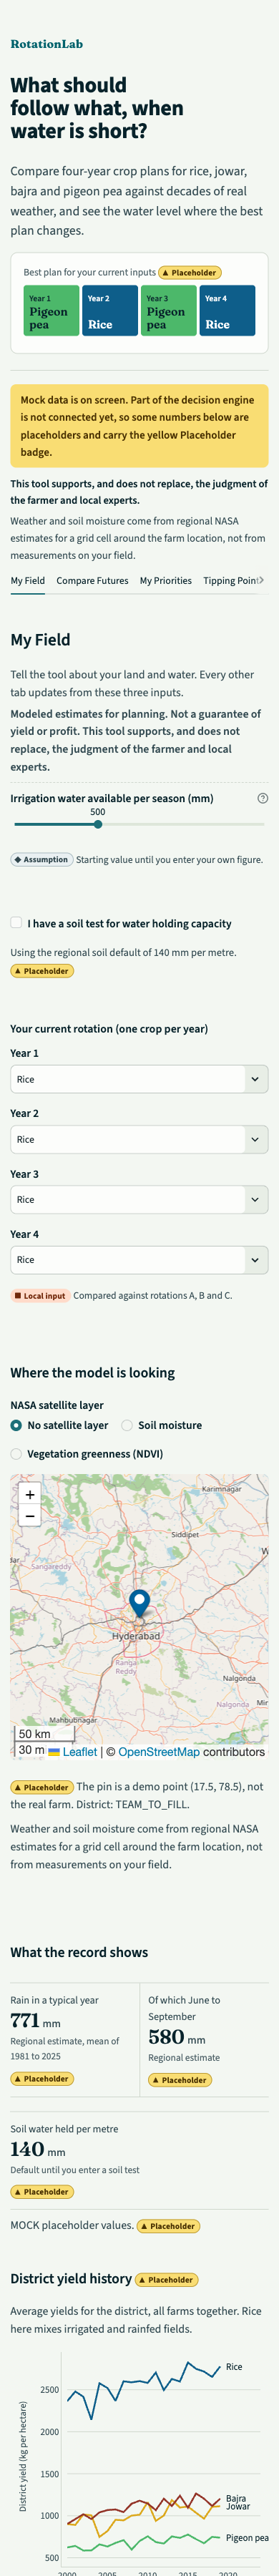 RotationLab
What should
follow what, when
water is short?
Compare four-year crop plans for rice, jowar,
bajra and pigeon pea against decades of real
weather, and see the water level where the best
plan changes.
Best plan for your current inputs ▲ Placeholder
Year 1
Pigeon
pea
Year 2
Rice
Year 3
Pigeon
pea
Year 4
Rice
Mock data is on screen. Part of the decision engine
is not connected yet, so some numbers below are
placeholders and carry the yellow Placeholder
badge.
This tool supports, and does not replace, the judgment of
the farmer and local experts.
Weather and soil moisture come from regional NASA
estimates for a grid cell around the farm location, not from
measurements on your field.
My Field Compare Futures My Priorities Tipping Point
My Field
Tell the tool about your land and water. Every other
tab updates from these three inputs.
Modeled estimates for planning. Not a guarantee of
yield or profit. This tool supports, and does not
replace, the judgment of the farmer and local
experts.
Irrigation water available per season (mm)
500
◆ Assumption Starting value until you enter your own figure.
I have a soil test for water holding capacity
Using the regional soil default of 140 mm per metre.
▲ Placeholder
Your current rotation (one crop per year)
Year 1
Rice
Year 2
Rice
Year 3
Rice
Year 4
Rice
■ Local input Compared against rotations A, B and C.
Where the model is looking
NASA satellite layer
No satellite layer Soil moisture
Vegetation greenness (NDVI)
+
−
Karimnagar
Siddipet
Sangareddy
Hyderabad
Ranga
Reddy
Nalgonda
Nalgonda
Mahbubnagar
50 km
30 m
Leaflet | © OpenStreetMap contributors
▲ Placeholder The pin is a demo point (17.5, 78.5), not
the real farm. District: TEAM_TO_FILL.
Weather and soil moisture come from regional NASA
estimates for a grid cell around the farm location, not
from measurements on your field.
What the record shows
Rain in a typical year
771 mm
Regional estimate, mean of
1981 to 2025
▲ Placeholder
Of which June to
September
580 mm
Regional estimate
▲ Placeholder
Soil water held per metre
140 mm
Default until you enter a soil test
▲ Placeholder
MOCK placeholder values. ▲ Placeholder
District yield history ▲ Placeholder
Average yields for the district, all farms together. Rice
here mixes irrigated and rainfed fields.
District yield (kg per hectare)
2500
2000
1500
1000
500
Rice
Bajra
Jowar
Pigeon pea
2000 2005 2010 2015 2020